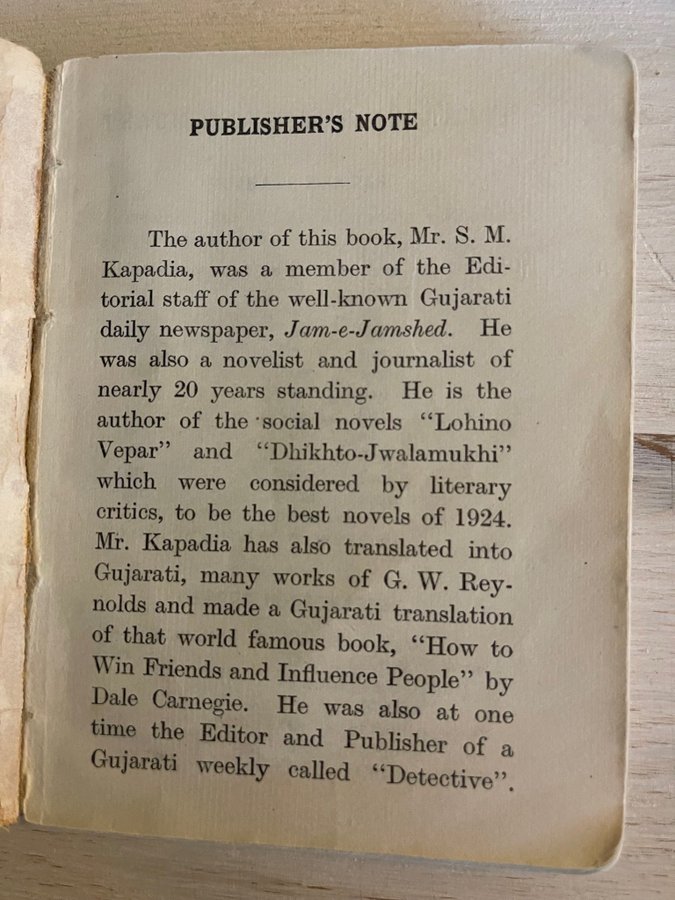 PUBLISHER'S NOTE
The author of this book, Mr. S. M.
Kapadia, was a member of the Edi-
torial staff of the well-known Gujarati
daily newspaper, Jam-e-Jamshed. He
was also a novelist and journalist of
nearly 20 years standing. He is the
author of the social novels "Lohino
Vepar" and "Dhikhto-Jwalamukhi"
which were considered by literary
critics, to be the best novels of 1924.
Mr. Kapadia has also translated into
Gujarati, many works of G. W. Rey-
nolds and made a Gujarati translation
of that world famous book, "How to
Win Friends and Influence People" by
Dale Carnegie. He was also at one
time the Editor and Publisher of a
Gujarati weekly called "Detective".